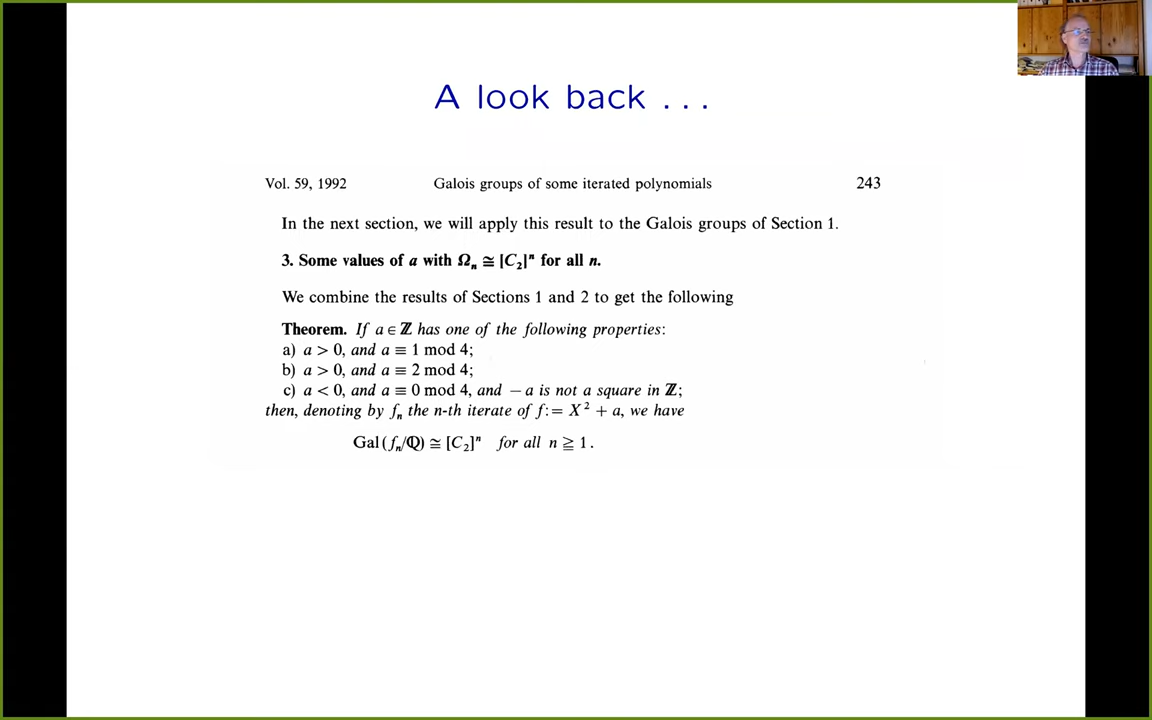 A look back . . .
Vol. 59, 1992 Galois groups of some iterated polynomials 243
In the next section, we will apply this result to the Galois groups of Section 1.
3. Some values of a with Ωₙ ≅ [C₂]ⁿ for all n.
We combine the results of Sections 1 and 2 to get the following
Theorem. If a ∈ ℤ has one of the following properties:
a) a > 0, and a ≡ 1 mod 4;
b) a > 0, and a ≡ 2 mod 4;
c) a < 0, and a ≡ 0 mod 4, and − a is not a square in ℤ;
then, denoting by fₙ the n-th iterate of f := X² + a, we have
Gal (fₙ/ℚ) ≅ [C₂]ⁿ for all n ≧ 1.